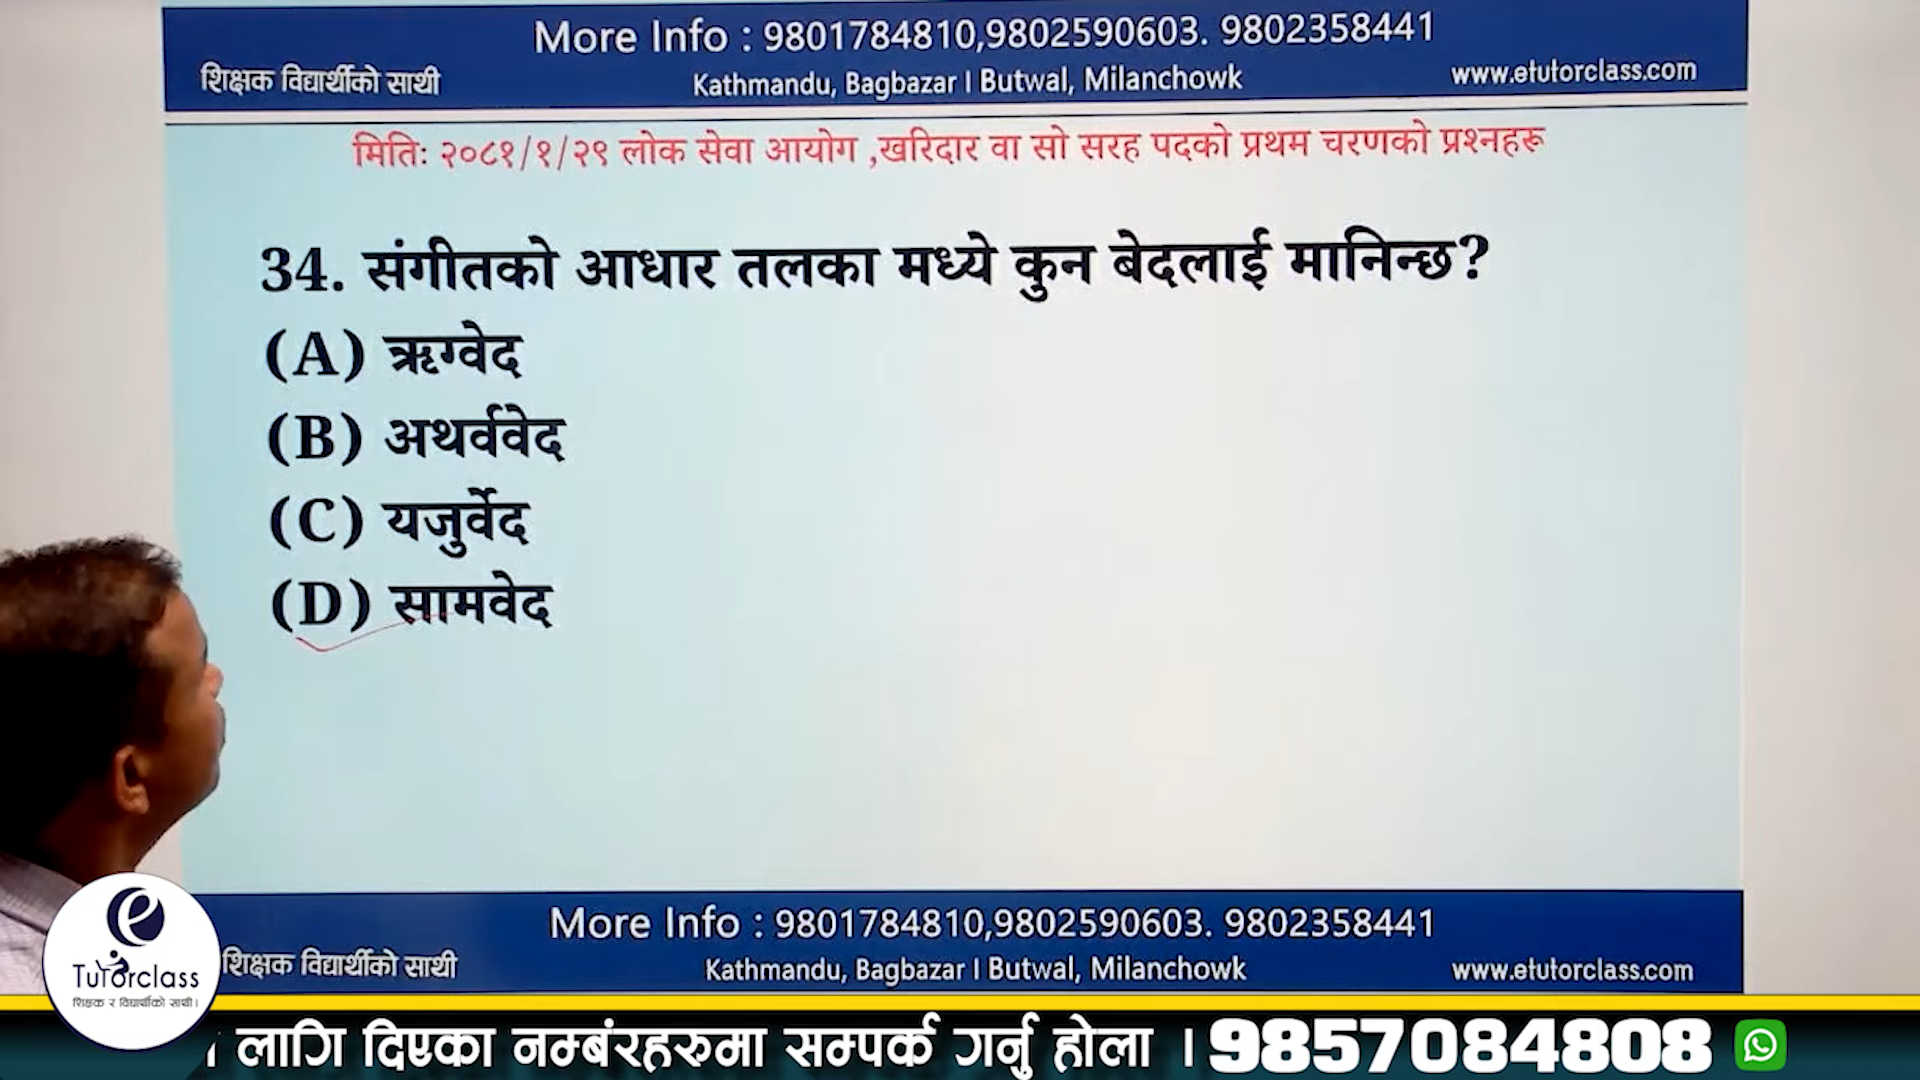 More Info : 9801784810,9802590603. 9802358441
शिक्षक विद्यार्थीको साथी
Kathmandu, Bagbazar I Butwal, Milanchowk
www.etutorclass.com
मितिः २०८१/१/२९ लोक सेवा आयोग ,खरिदार वा सो सरह पदको प्रथम चरणको प्रश्नहरू
34. संगीतको आधार तलका मध्ये कुन बेदलाई मानिन्छ?
(A) ऋग्वेद
(B) अथर्ववेद
(C) यजुर्वेद
(D) सामवेद
More Info : 9801784810,9802590603. 9802358441
शिक्षक विद्यार्थीको साथी
Kathmandu, Bagbazar I Butwal, Milanchowk
www.etutorclass.com
e
Tutorclass
शिक्षक र विद्यार्थीको साथी।
लागि दिएका नम्बंरहरुमा सम्पर्क गर्नु होला । 9857084808